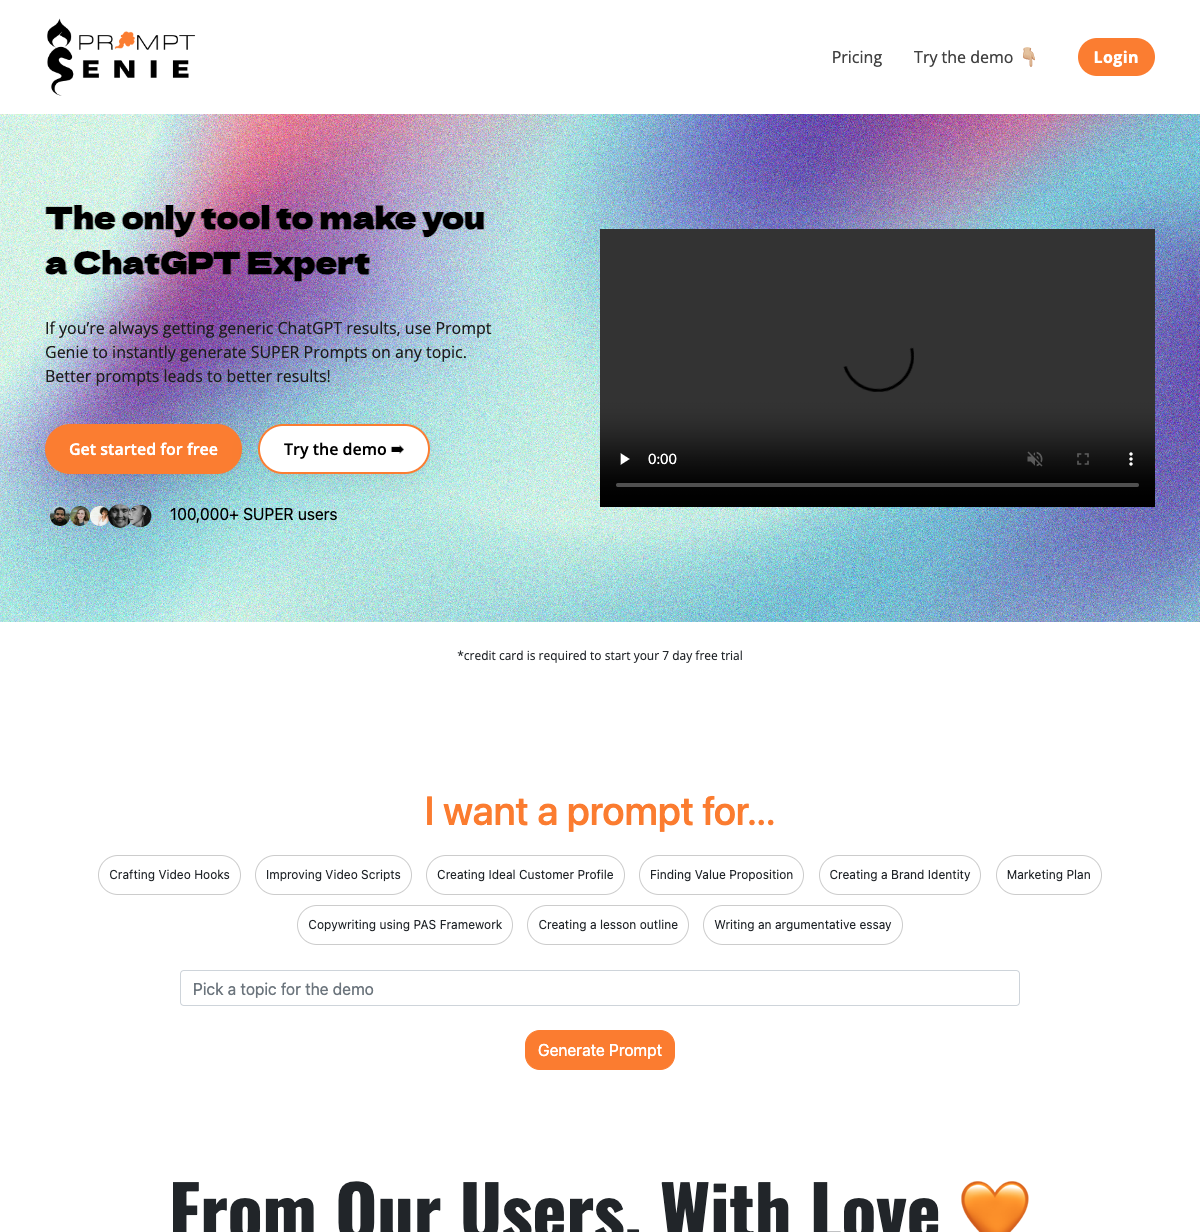 PROMPT
GENIE
Pricing
Try the demo 👇🏼
Login
The only tool to make you
a ChatGPT Expert
If you’re always getting generic ChatGPT results, use Prompt
Genie to instantly generate SUPER Prompts on any topic.
Better prompts leads to better results!
Get started for free
Try the demo ➡
100,000+ SUPER users
0:00
*credit card is required to start your 7 day free trial
I want a prompt for...
Crafting Video Hooks
Improving Video Scripts
Creating Ideal Customer Profile
Finding Value Proposition
Creating a Brand Identity
Marketing Plan
Copywriting using PAS Framework
Creating a lesson outline
Writing an argumentative essay
Pick a topic for the demo
Generate Prompt
From Our Users, With Love 🧡